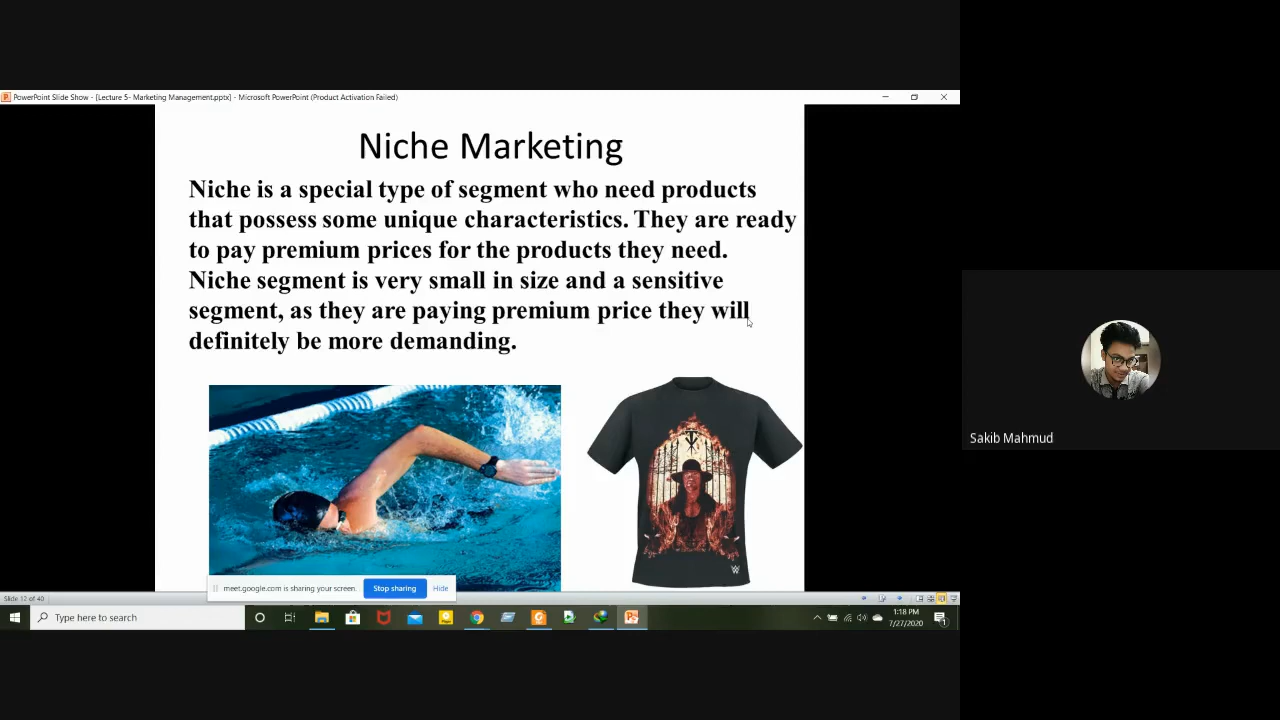 PowerPoint Slide Show - [Lecture 5- Marketing Management.pptx] - Microsoft PowerPoint (Product Activation Failed)
Niche Marketing
Niche is a special type of segment who need products
that possess some unique characteristics. They are ready
to pay premium prices for the products they need.
Niche segment is very small in size and a sensitive
segment, as they are paying premium price they will
definitely be more demanding.
Sakib Mahmud
W
meet.google.com is sharing your screen.
Stop sharing
Hide
Slide 12 of 40
Type here to search
1:18 PM
7/27/2020
1